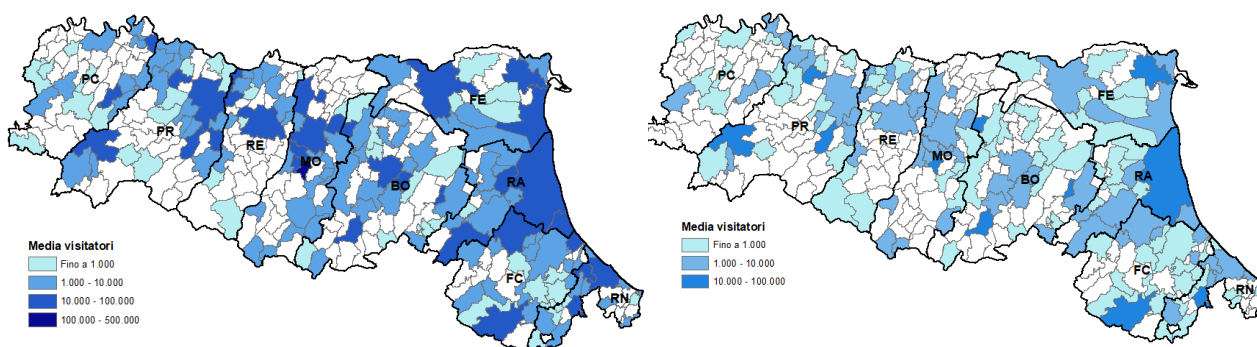 PC
PR
RE
MO
BO
FE
RA
FC
RN
Media visitatori
Fino a 1.000
1.000 - 10.000
10.000 - 100.000
100.000 - 500.000
PC
PR
RE
MO
BO
FE
RA
FC
RN
Media visitatori
Fino a 1.000
1.000 - 10.000
10.000 - 100.000